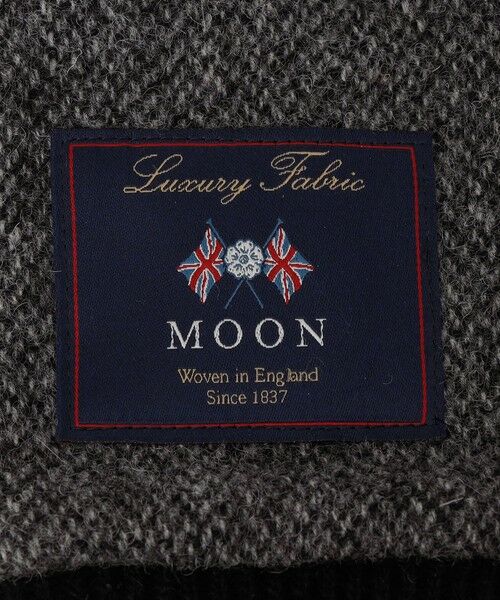 Luxury Fabric
MOON
Woven in England
Since 1837